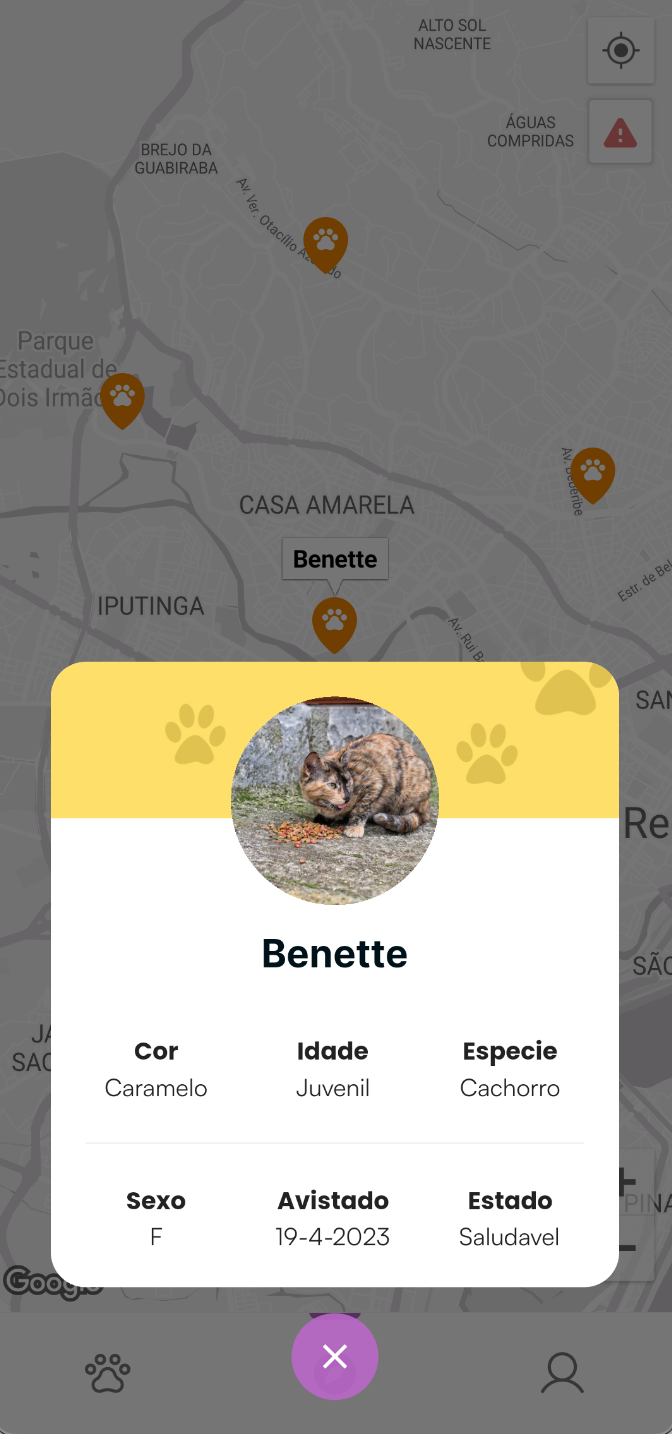 ALTO SOL
NASCENTE
ÁGUAS
COMPRIDAS
BREJO DA
GUABIRABA
Av. Ver. Otacílio
Parque
Estadual de
Dois Irmão
Av. Beberibe
CASA AMARELA
Benette
Estr. de Bel
IPUTINGA
Av. Rui B
SAN
Re
Benette
SÃO
JA
SAC
Cor
Idade
Especie
Caramelo
Juvenil
Cachorro
Sexo
Avistado
Estado
F
19-4-2023
Saludavel
PINA
Google